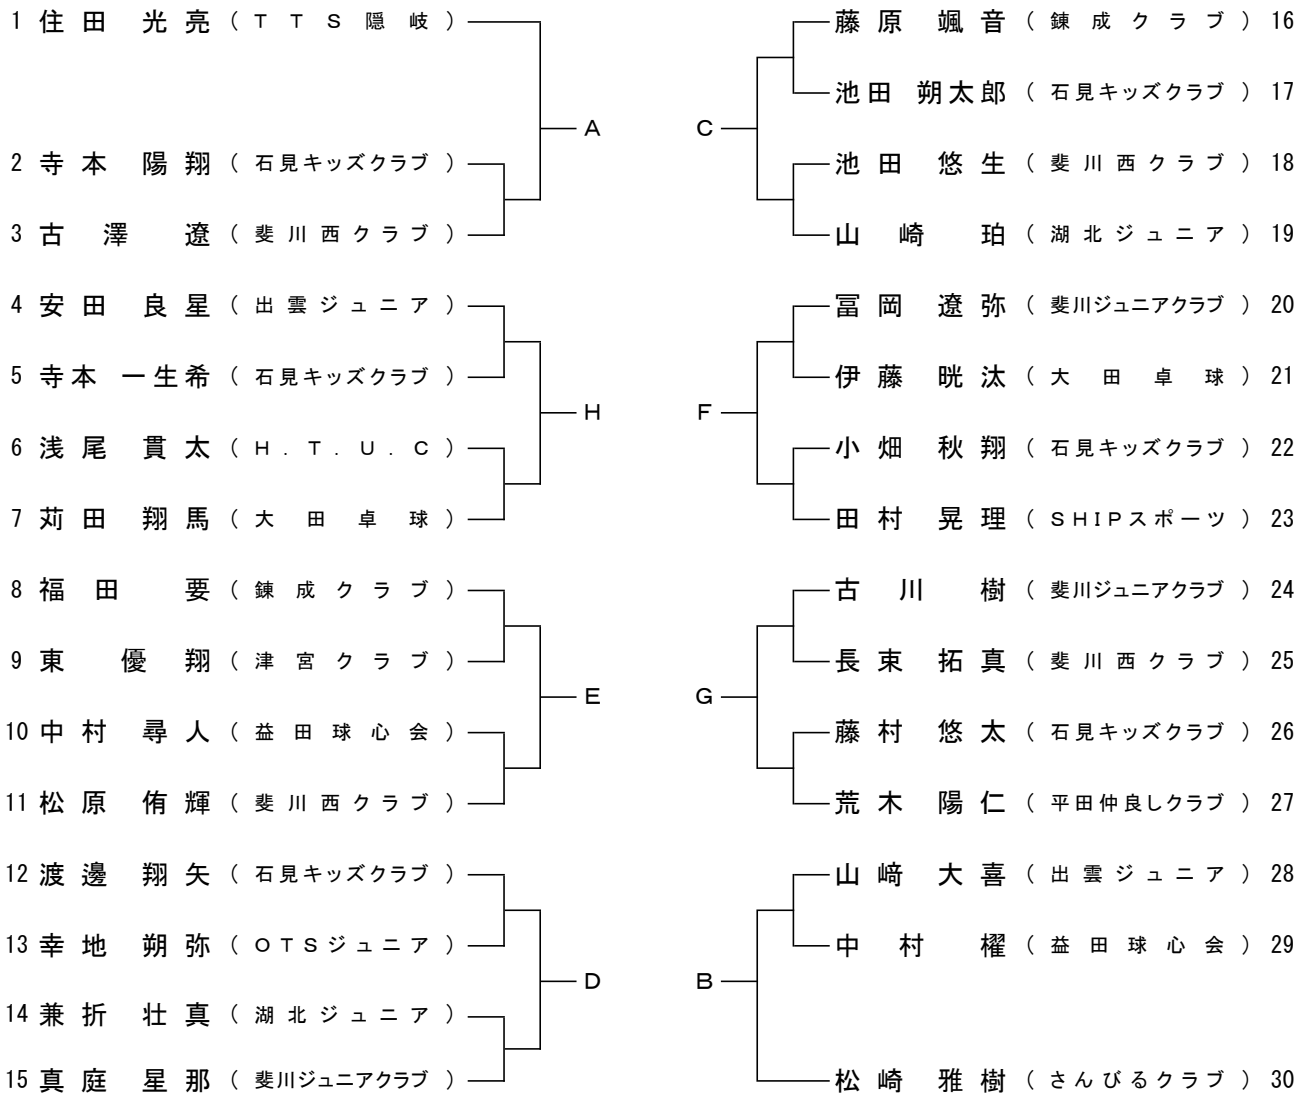 1 住田 光亮 (TTS隠岐)
A
2 寺本 陽翔 (石見キッズクラブ)
3 古澤 遼 (斐川西クラブ)
4 安田 良星 (出雲ジュニア)
5 寺本 一生希 (石見キッズクラブ)
H
6 浅尾 貫太 (H.T.U.C)
7 苅田 翔馬 (大田卓球)
8 福田 要 (錬成クラブ)
9 東 優翔 (津宮クラブ)
E
10 中村 尋人 (益田球心会)
11 松原 侑輝 (斐川西クラブ)
12 渡邊 翔矢 (石見キッズクラブ)
13 幸地 朔弥 (OTSジュニア)
D
14 兼折 壮真 (湖北ジュニア)
15 真庭 星那 (斐川ジュニアクラブ)
藤原 颯音 (錬成クラブ) 16
池田 朔太郎 (石見キッズクラブ) 17
C
池田 悠生 (斐川西クラブ) 18
山崎 珀 (湖北ジュニア) 19
冨岡 遼弥 (斐川ジュニアクラブ) 20
伊藤 晄汰 (大田卓球) 21
F
小畑 秋翔 (石見キッズクラブ) 22
田村 晃理 (SHIPスポーツ) 23
古川 樹 (斐川ジュニアクラブ) 24
長束 拓真 (斐川西クラブ) 25
G
藤村 悠太 (石見キッズクラブ) 26
荒木 陽仁 (平田仲良しクラブ) 27
山﨑 大喜 (出雲ジュニア) 28
中村 櫂 (益田球心会) 29
B
松崎 雅樹 (さんびるクラブ) 30